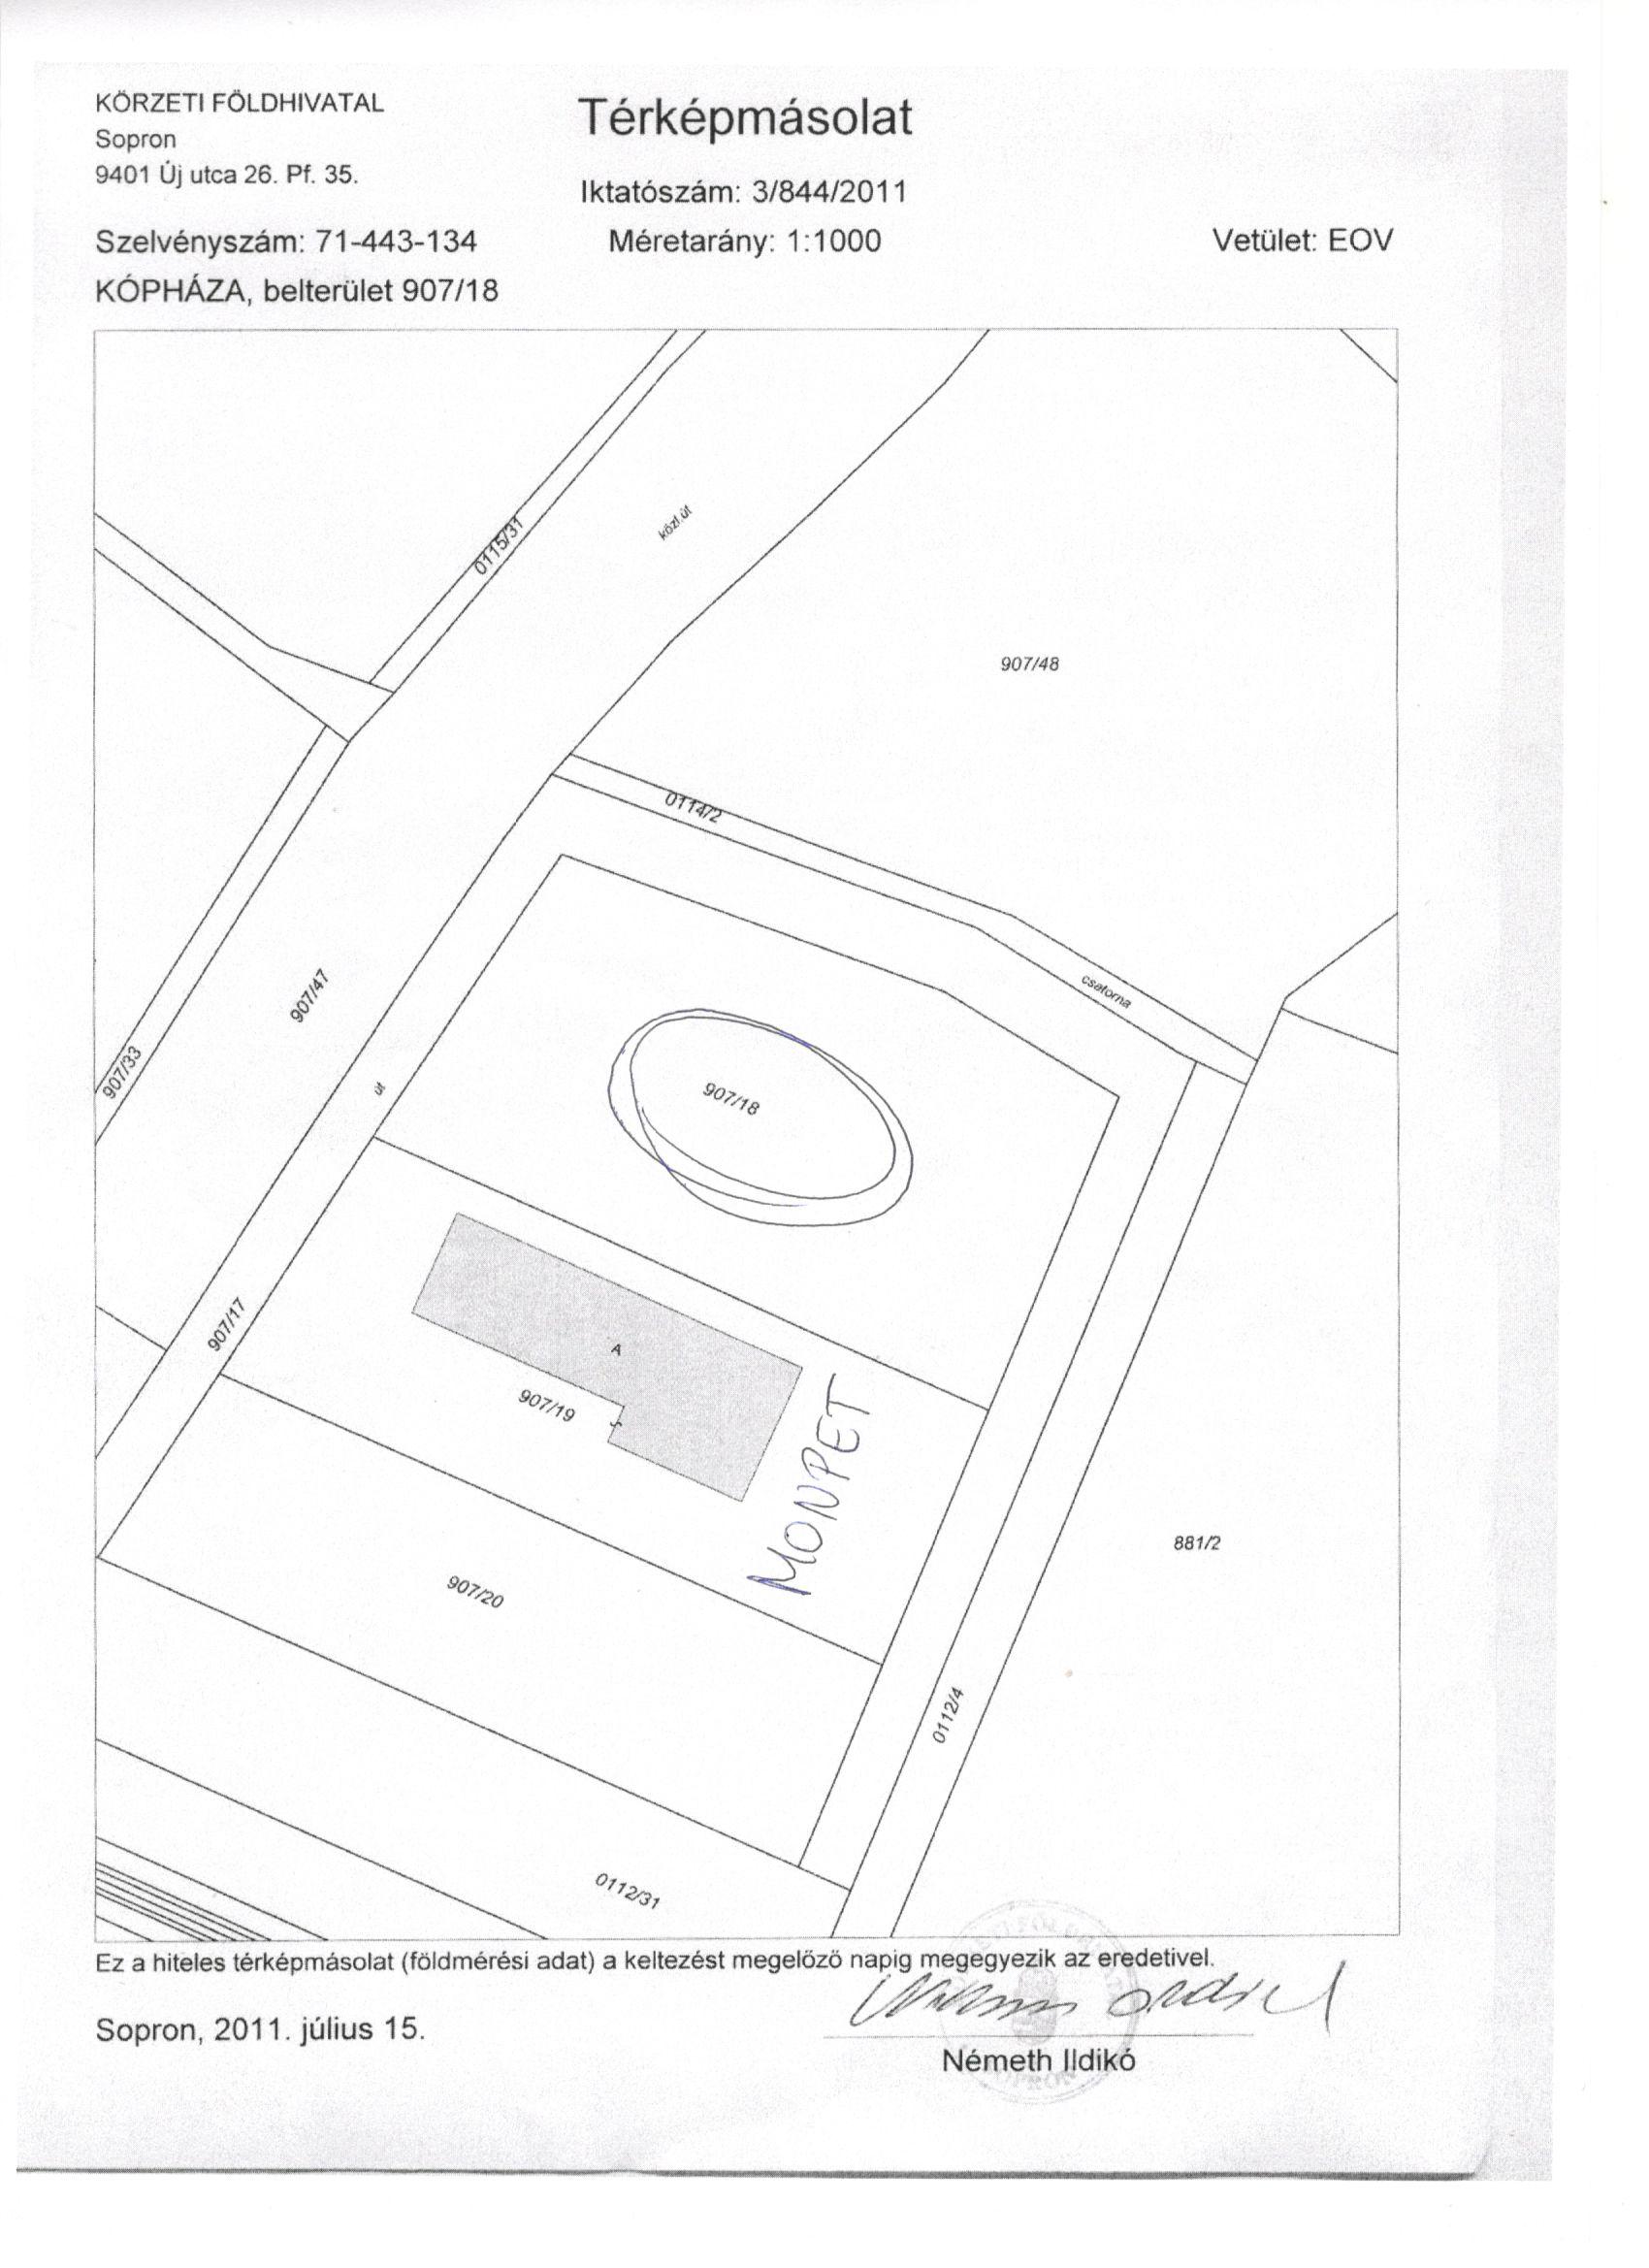 KÖRZETI FÖLDHIVATAL
Sopron
9401 Új utca 26. Pf. 35.
Térképmásolat
Iktatószám: 3/844/2011
Szelvényszám: 71-443-134
Méretarány: 1:1000
Vetület: EOV
KÓPHÁZA, belterület 907/18
0115/31
közl.út
907/48
0114/2
csatorna
907/47
907/33
út
907/18
907/17
A
907/19
MONPET
881/2
907/20
0112/4
0112/31
Ez a hiteles térképmásolat (földmérési adat) a keltezést megelőző napig megegyezik az eredetivel.
Sopron, 2011. július 15.
Németh Ildikó
SOPRON